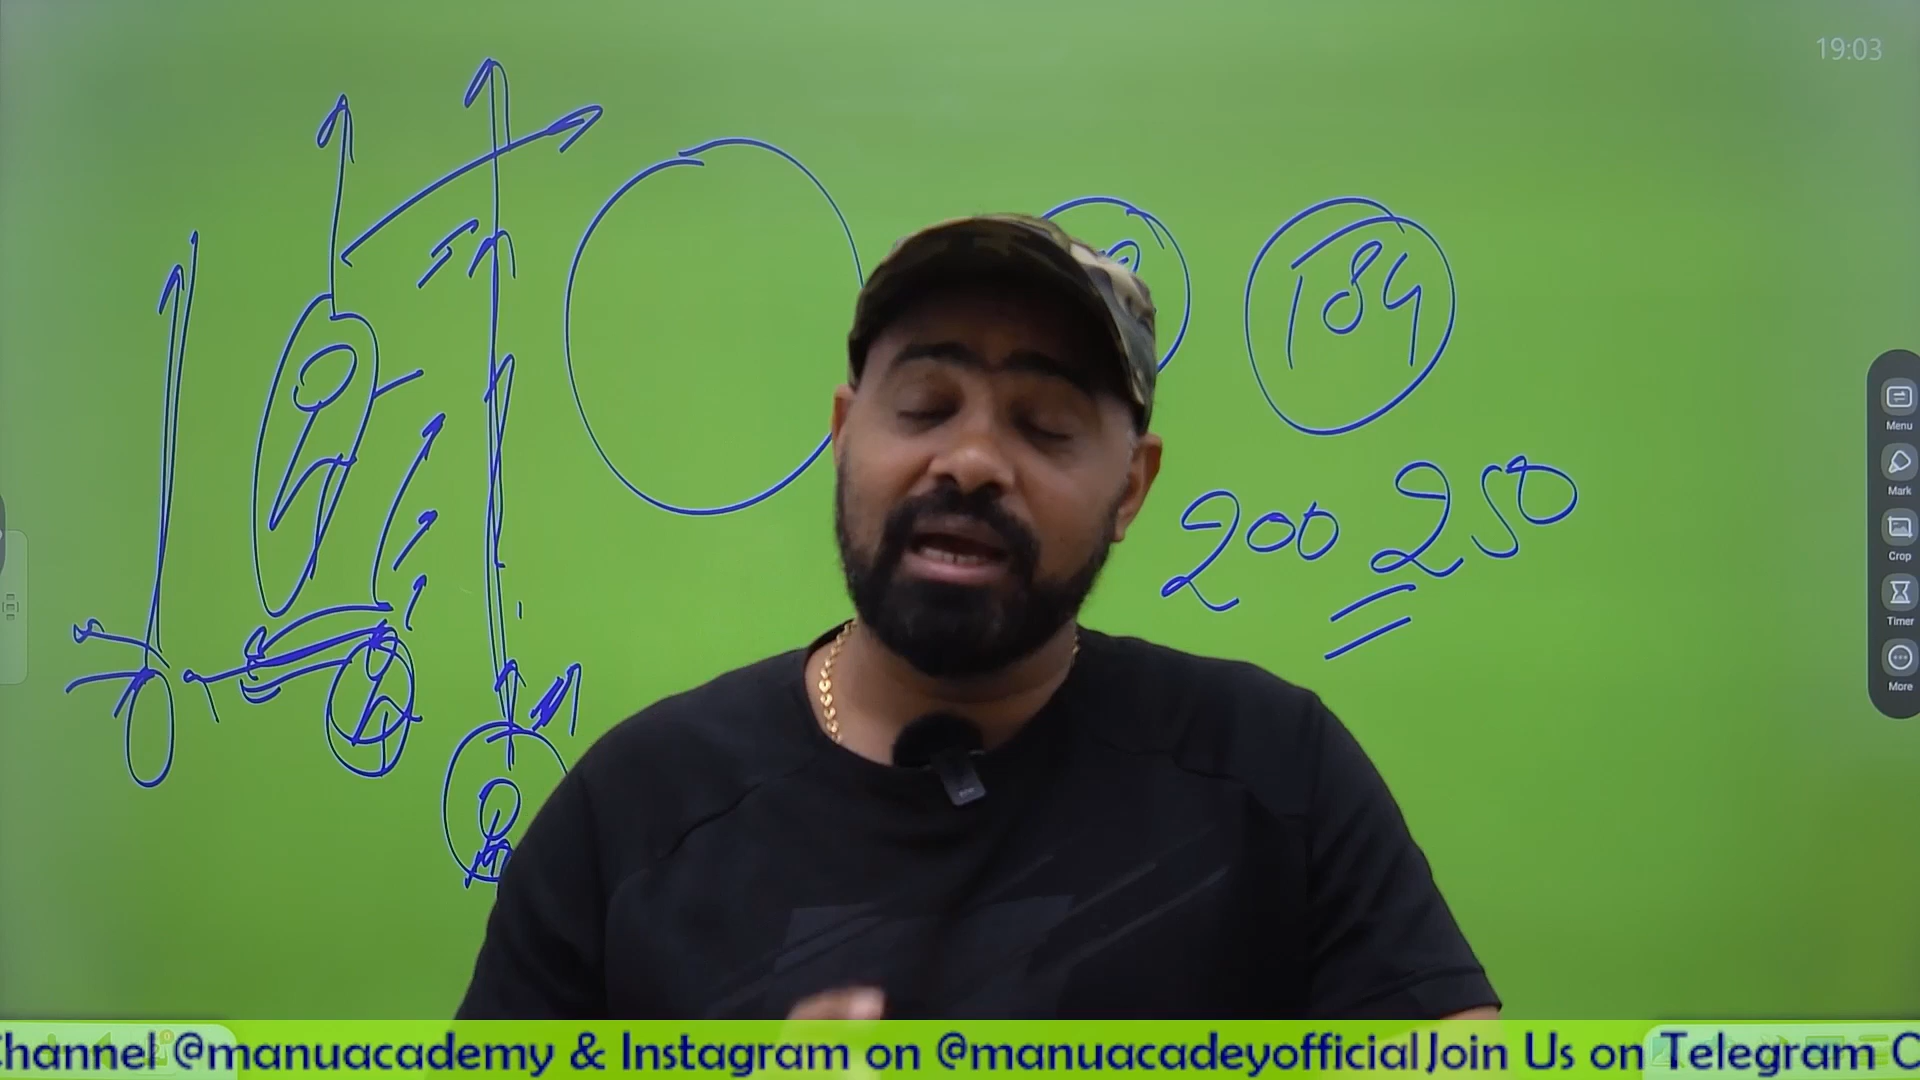 19:03
184
200 250
Menu
Mark
Crop
Timer
More
Channel @manuacademy & Instagram on @manuacadeyofficial Join Us on Telegram C